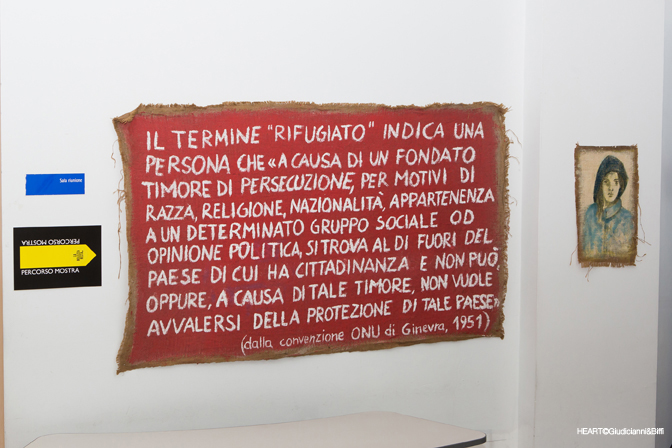 IL TERMINE "RIFUGIATO" INDICA UNA
PERSONA CHE «A CAUSA DI UN FONDATO
TIMORE DI PERSECUZIONE, PER MOTIVI DI
RAZZA, RELIGIONE, NAZIONALITÀ, APPARTENENZA
A UN DETERMINATO GRUPPO SOCIALE OD
OPINIONE POLITICA, SI TROVA AL DI FUORI DEL
PAESE DI CUI HA CITTADINANZA E NON PUÒ,
OPPURE, A CAUSA DI TALE TIMORE, NON VUOLE
AVVALERSI DELLA PROTEZIONE DI TALE PAESE»
(dalla convenzione ONU di Ginevra, 1951)
PERCORSO MOSTRA
PERCORSO MOSTRA
HEART©Giudicianni&Biffi